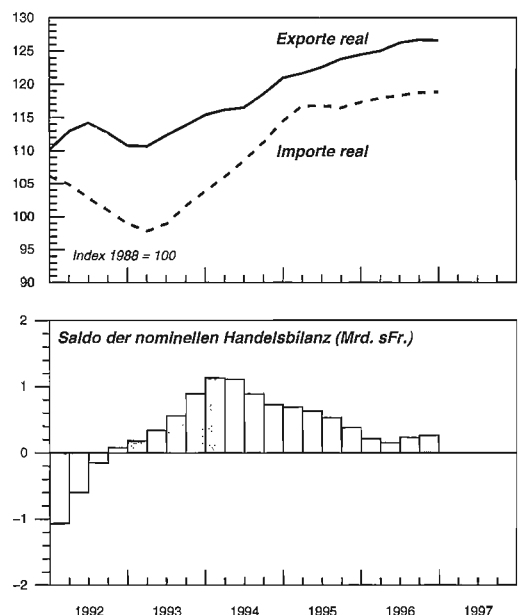 130
125
120
115
110
105
100
95
90
Exporte real
Importe real
Index 1988 = 100
2
1
0
−1
−2
Saldo der nominellen Handelsbilanz (Mrd. sFr.)
1992 1993 1994 1995 1996 1997